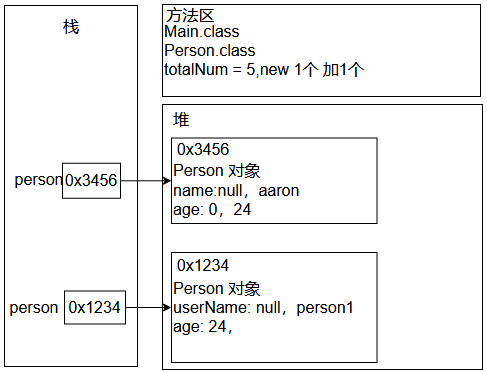 栈
方法区
Main.class
Person.class
totalNum = 5,new 1个 加1个
堆
person
0x3456
0x3456
Person 对象
name:null，aaron
age: 0，24
person
0x1234
0x1234
Person 对象
userName: null，person1
age: 24，